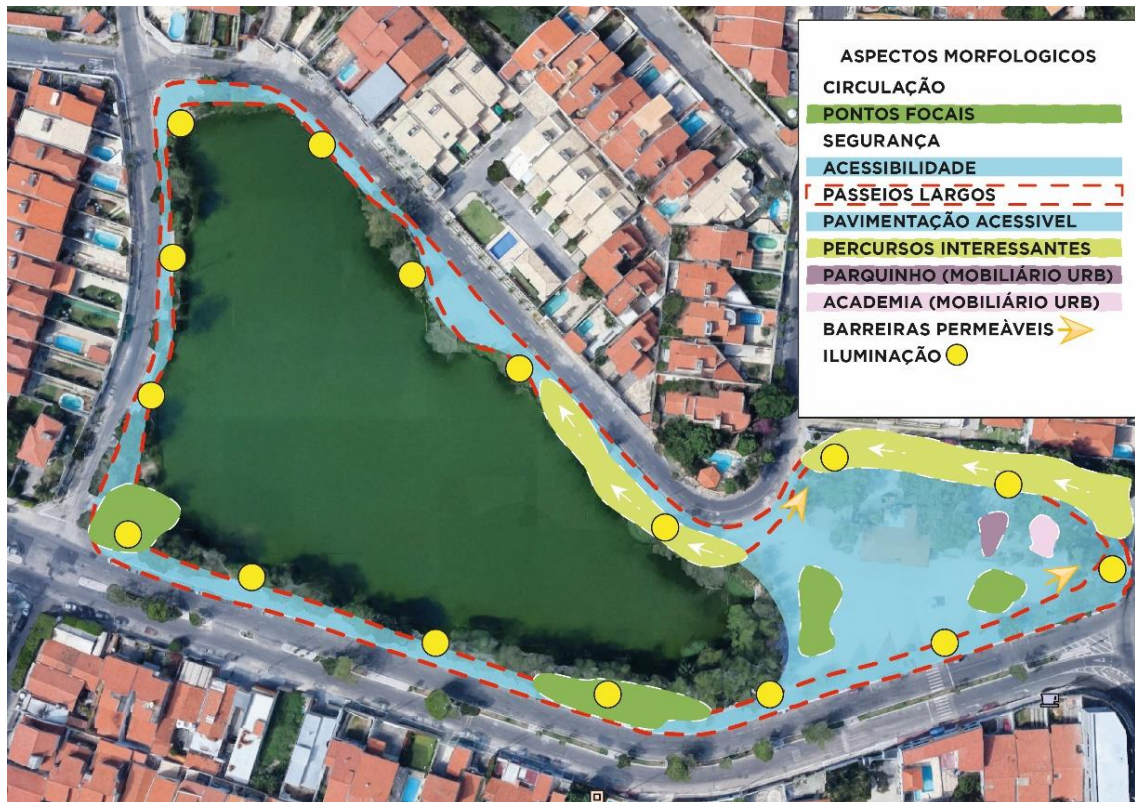 ASPECTOS MORFOLOGICOS
CIRCULAÇÃO
PONTOS FOCAIS
SEGURANÇA
ACESSIBILIDADE
PASSEIOS LARGOS
PAVIMENTAÇÃO ACESSIVEL
PERCURSOS INTERESSANTES
PARQUINHO (MOBILIÁRIO URB)
ACADEMIA (MOBILIÁRIO URB)
BARREIRAS PERMEÀVEIS
ILUMINAÇÃO